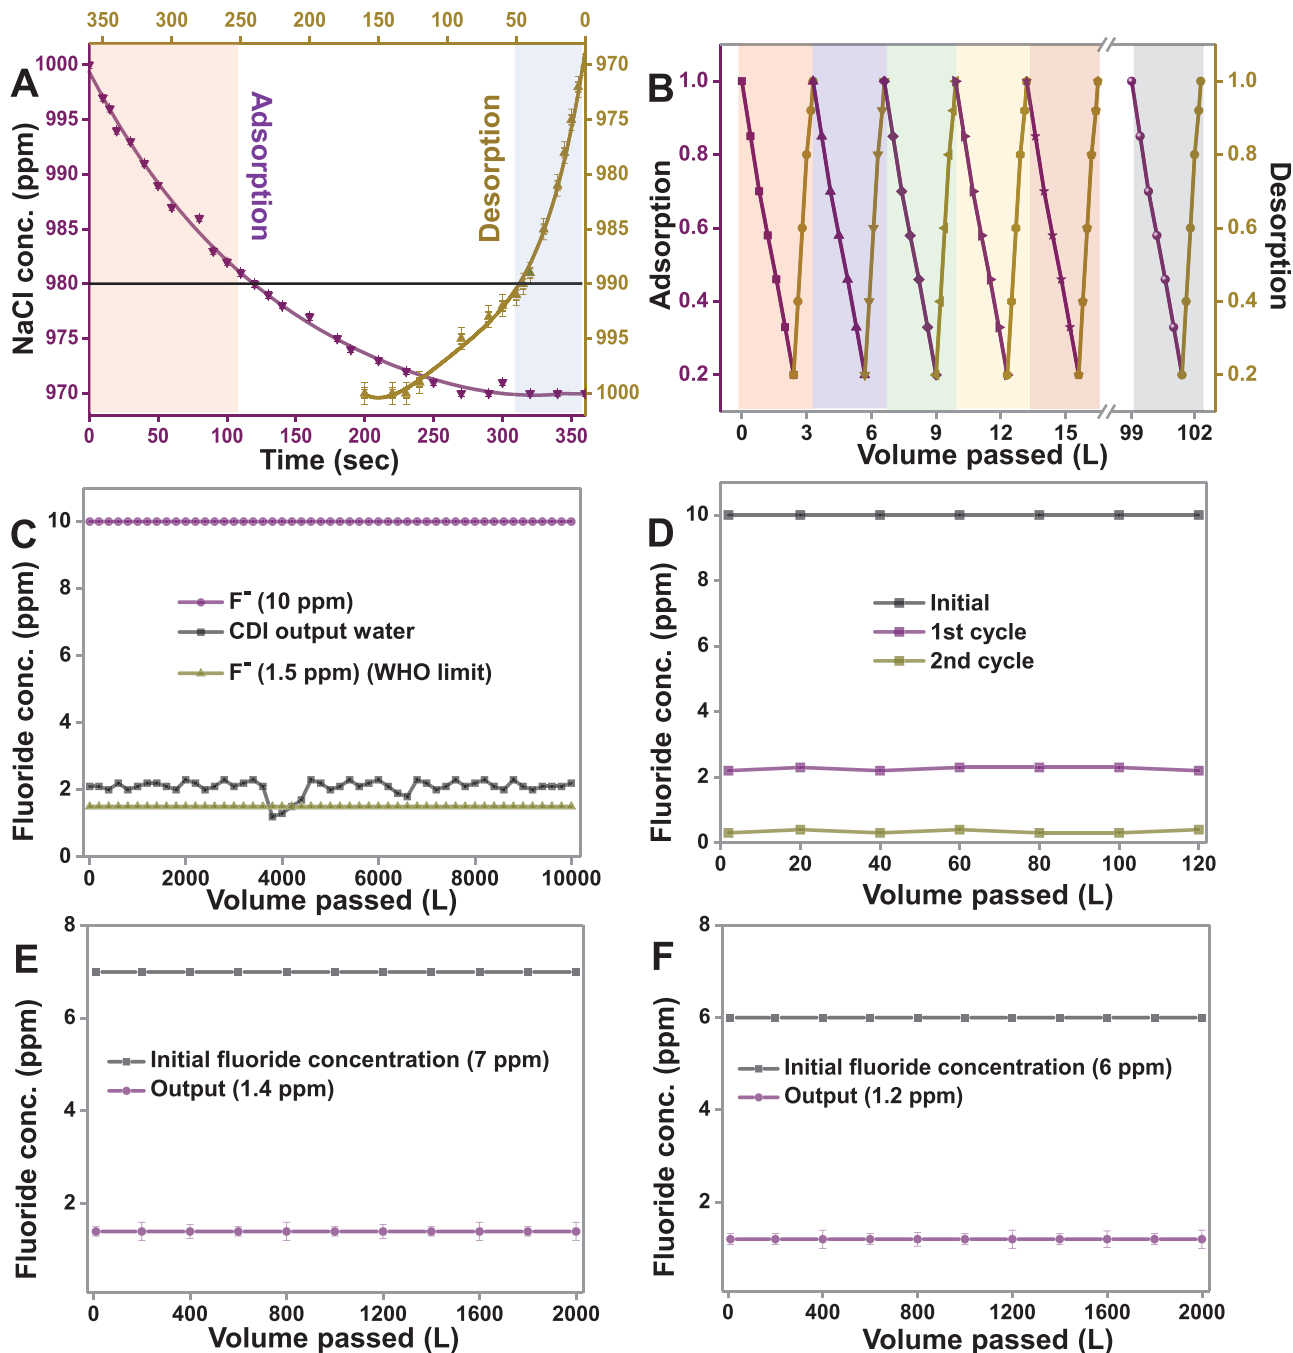 A
350 300 250 200 150 100 50 0
1000
995
990
985
980
975
970
970
975
980
985
990
995
1000
NaCl conc. (ppm)
Adsorption
Desorption
0 50 100 150 200 250 300 350
Time (sec)
B
1.0
0.8
0.6
0.4
0.2
1.0
0.8
0.6
0.4
0.2
Adsorption
Desorption
0 3 6 9 12 15 99 102
Volume passed (L)
C
10
8
6
4
2
0
Fluoride conc. (ppm)
F⁻ (10 ppm)
CDI output water
F⁻ (1.5 ppm) (WHO limit)
0 2000 4000 6000 8000 10000
Volume passed (L)
D
10
8
6
4
2
0
Fluoride conc. (ppm)
Initial
1st cycle
2nd cycle
0 20 40 60 80 100 120
Volume passed (L)
E
8
6
4
2
Fluoride conc. (ppm)
Initial fluoride concentration (7 ppm)
Output (1.4 ppm)
0 400 800 1200 1600 2000
Volume passed (L)
F
8
6
4
2
Fluoride conc. (ppm)
Initial fluoride concentration (6 ppm)
Output (1.2 ppm)
0 400 800 1200 1600 2000
Volume passed (L)